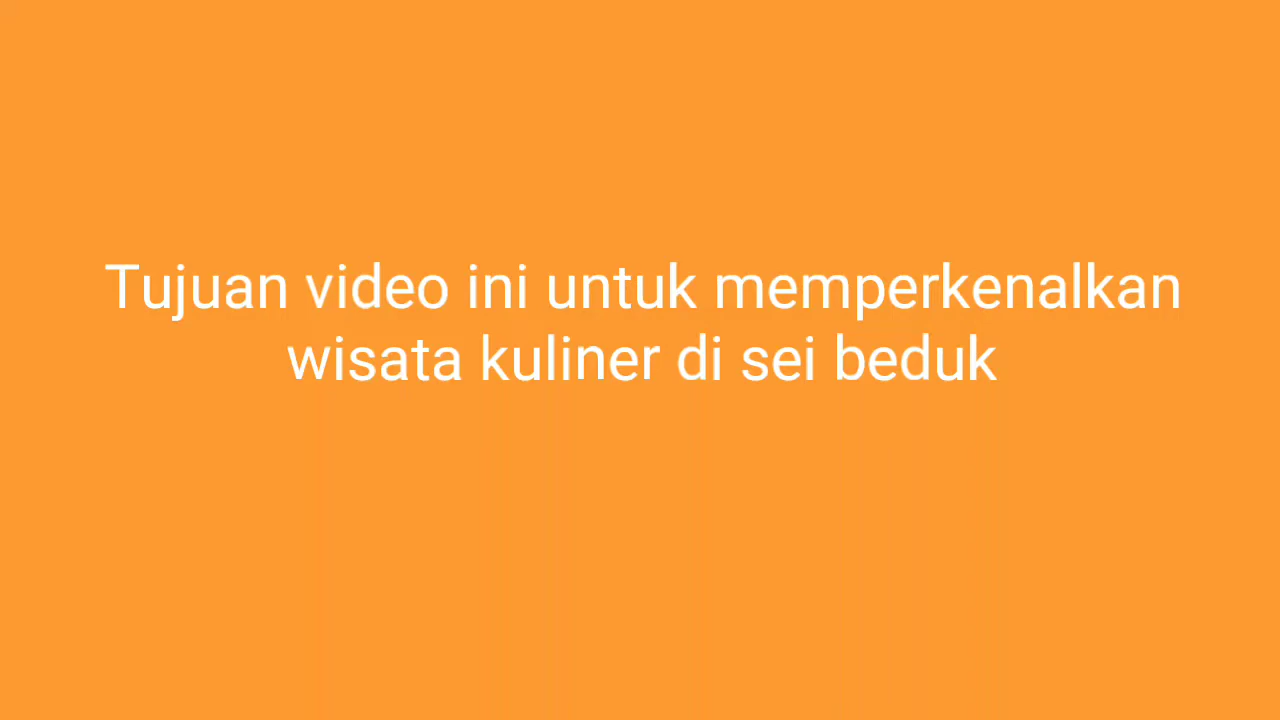 Tujuan video ini untuk memperkenalkan
wisata kuliner di sei beduk